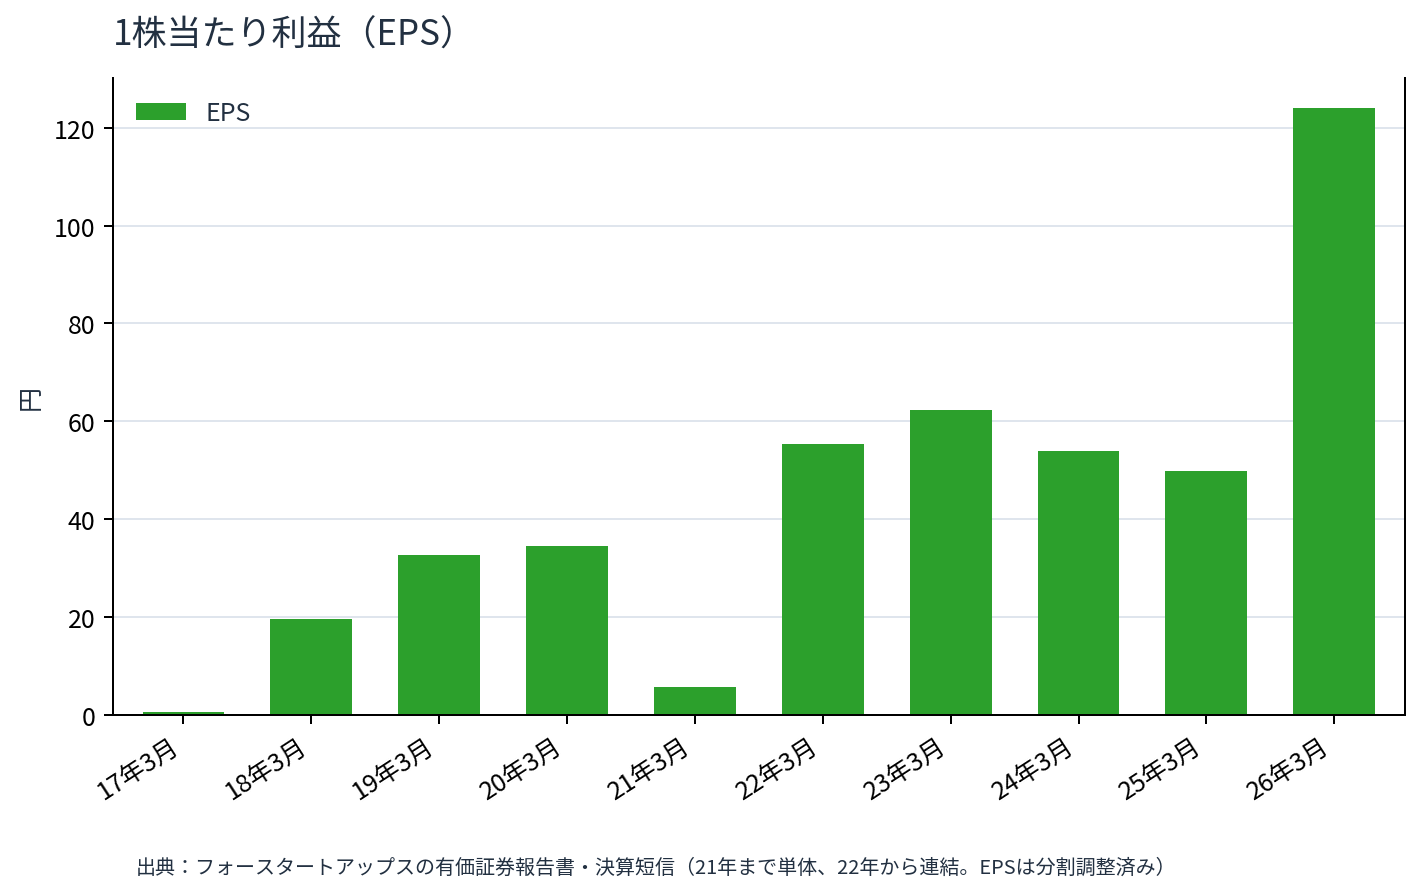 1株当たり利益（EPS）
EPS
120
100
80
60
40
20
0
円
17年3月
18年3月
19年3月
20年3月
21年3月
22年3月
23年3月
24年3月
25年3月
26年3月
出典：フォースタートアップスの有価証券報告書・決算短信（21年まで単体、22年から連結。EPSは分割調整済み）